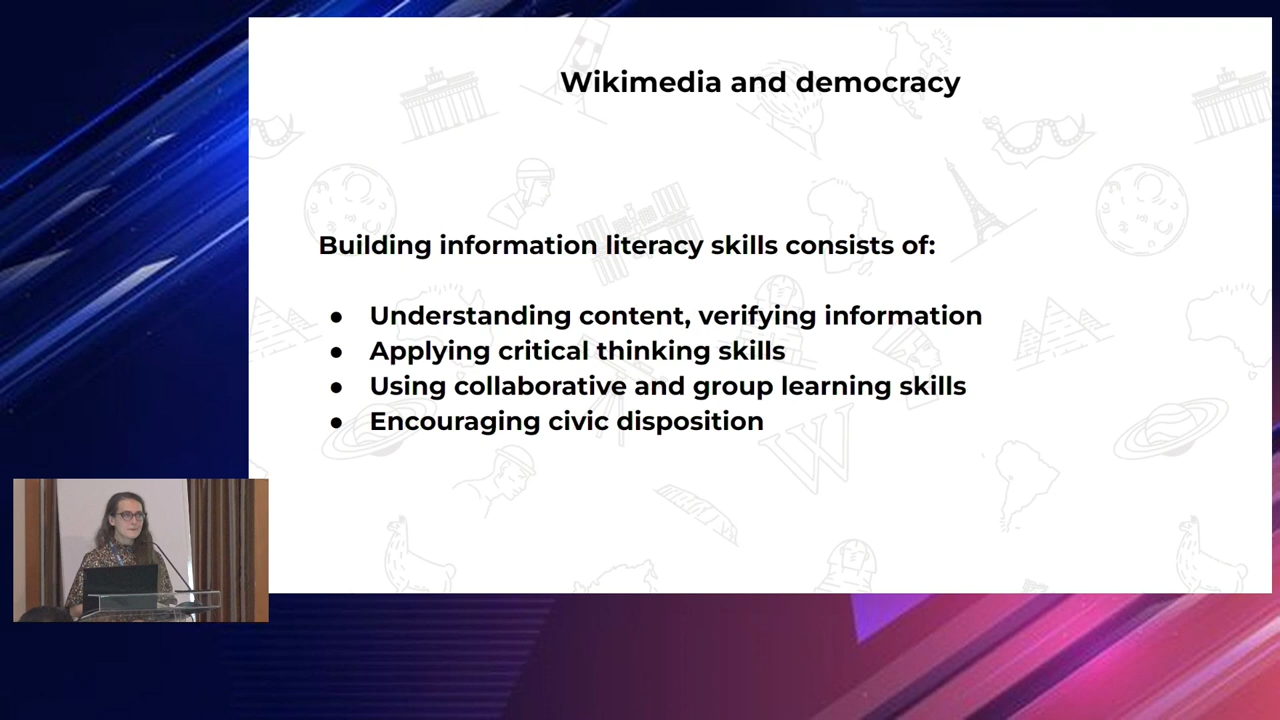 Wikimedia and democracy
Building information literacy skills consists of:
● Understanding content, verifying information
● Applying critical thinking skills
● Using collaborative and group learning skills
● Encouraging civic disposition
W